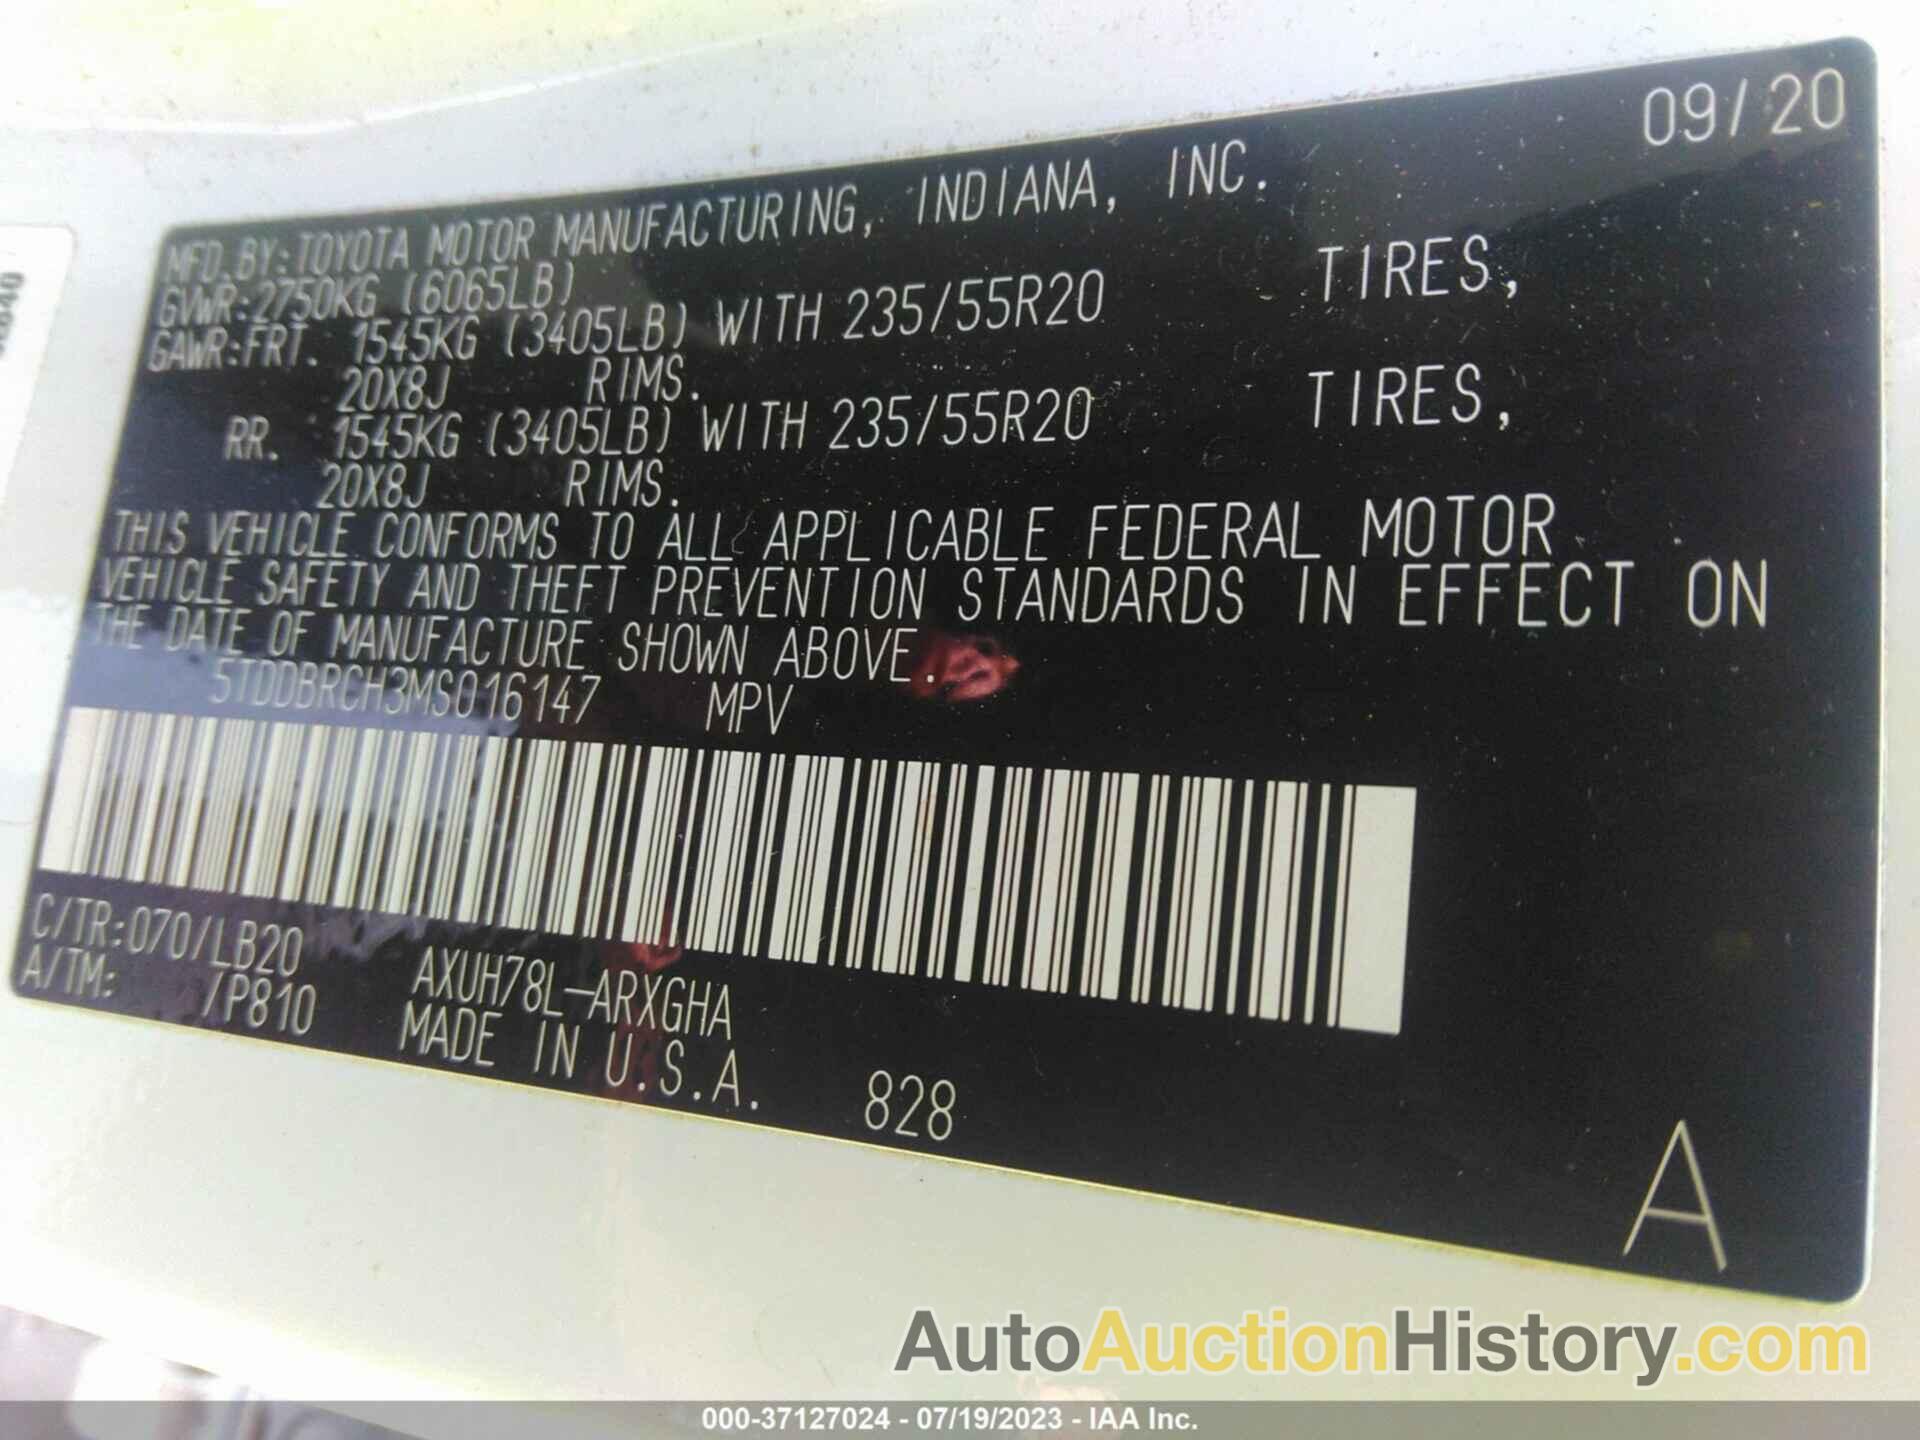 09/20
MFD. BY: TOYOTA MOTOR MANUFACTURING, INDIANA, INC.
GVWR: 2750KG (6065LB)
GAWR: FRT. 1545KG (3405LB) WITH 235/55R20 TIRES,
20X8J RIMS.
RR. 1545KG (3405LB) WITH 235/55R20 TIRES,
20X8J RIMS.
THIS VEHICLE CONFORMS TO ALL APPLICABLE FEDERAL MOTOR
VEHICLE SAFETY AND THEFT PREVENTION STANDARDS IN EFFECT ON
THE DATE OF MANUFACTURE SHOWN ABOVE.
5TDDBRCH3MS016147 MPV
C/TR: 070/LB20 AXUH78L-ARXGHA
A/TM: /P810 MADE IN U.S.A. 828
A
AutoAuctionHistory.com
000-37127024 - 07/19/2023 - IAA Inc.